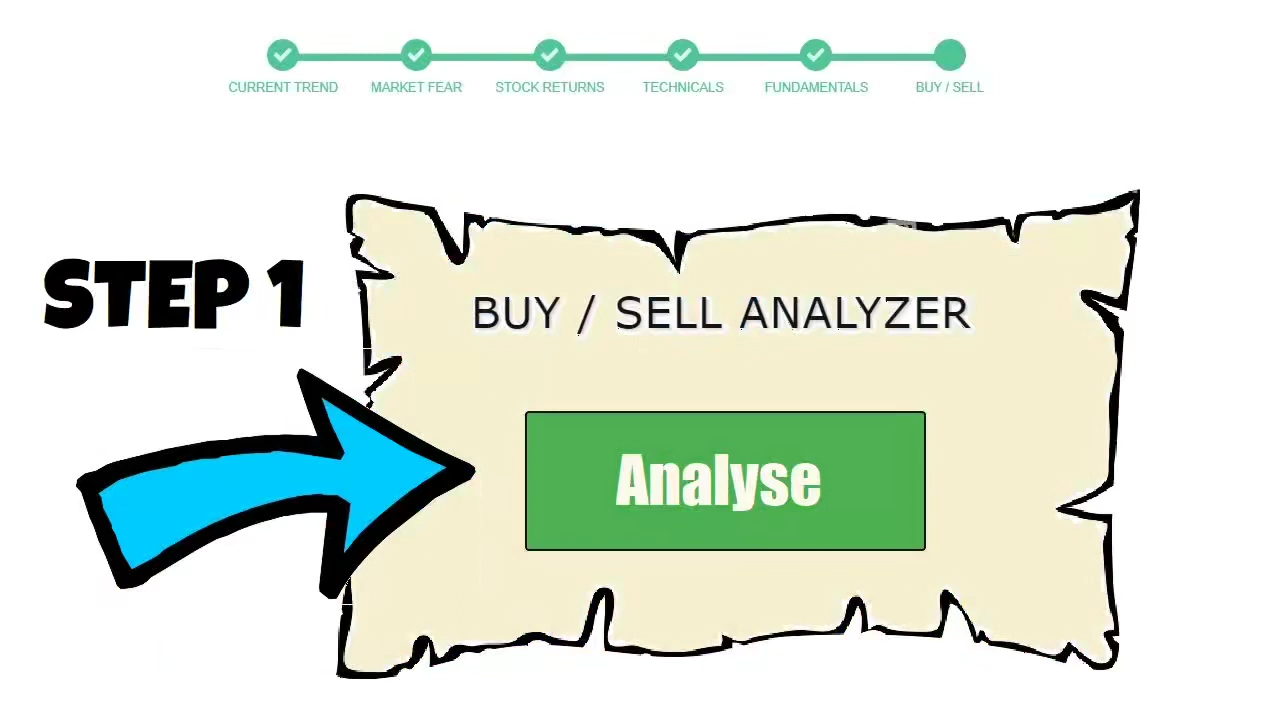 CURRENT TREND MARKET FEAR STOCK RETURNS TECHNICALS FUNDAMENTALS BUY / SELL
STEP 1
BUY / SELL ANALYZER
Analyse